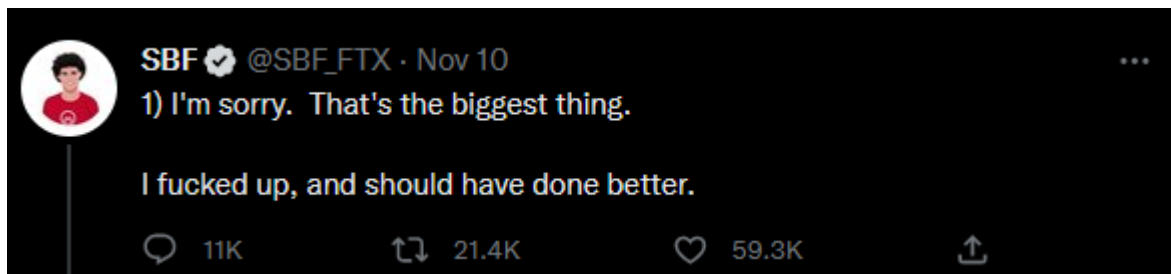 SBF @SBF_FTX · Nov 10
1) I'm sorry.  That's the biggest thing.
I fucked up, and should have done better.
11K 21.4K 59.3K